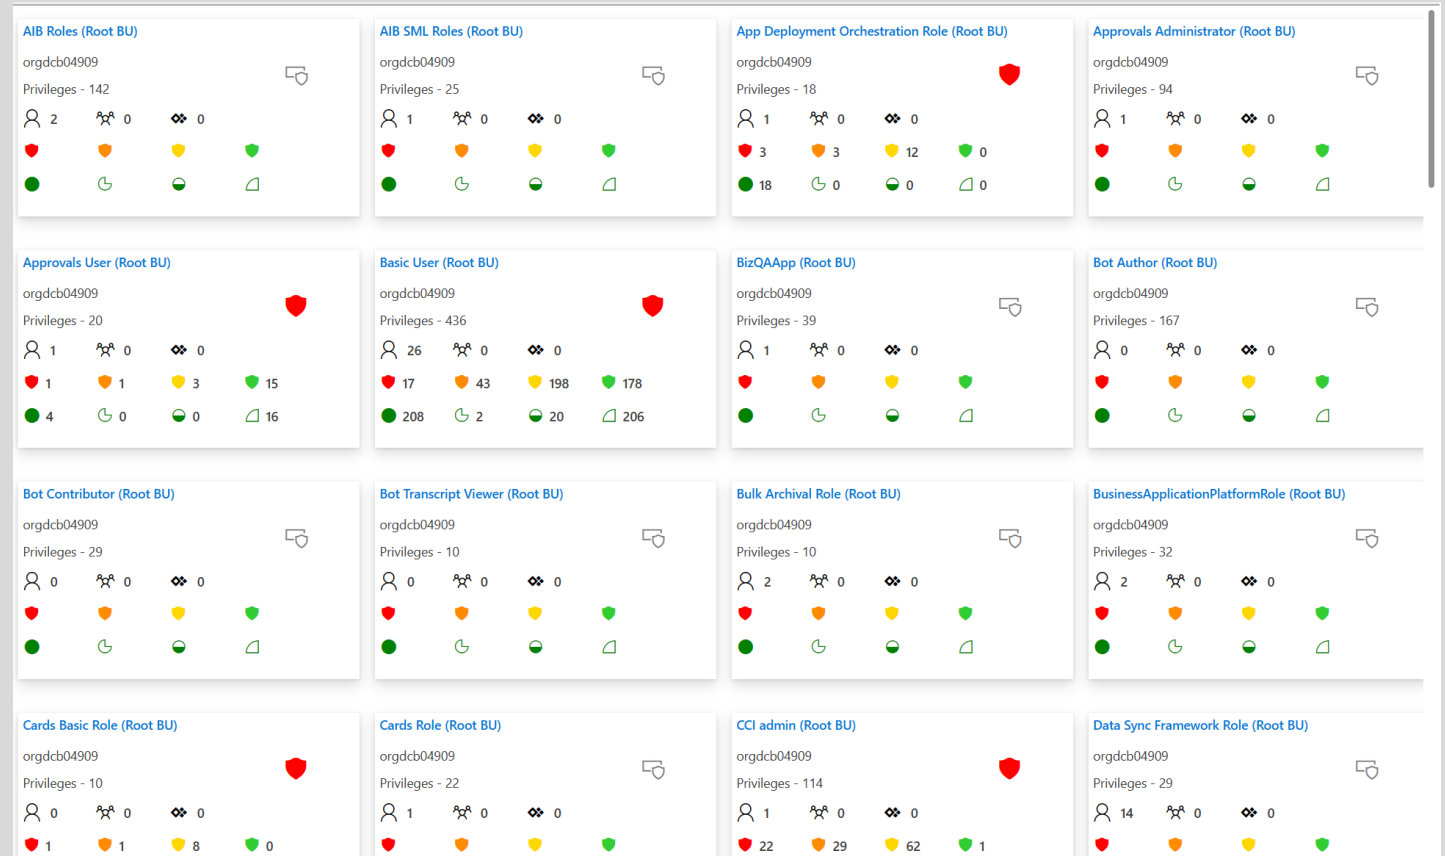 AIB Roles (Root BU)
orgdcb04909
Privileges - 142
2 0 0
AIB SML Roles (Root BU)
orgdcb04909
Privileges - 25
1 0 0
App Deployment Orchestration Role (Root BU)
orgdcb04909
Privileges - 18
1 0 0
3 3 12 0
18 0 0 0
Approvals Administrator (Root BU)
orgdcb04909
Privileges - 94
1 0 0
Approvals User (Root BU)
orgdcb04909
Privileges - 20
1 0 0
1 1 3 15
4 0 0 16
Basic User (Root BU)
orgdcb04909
Privileges - 436
26 0 0
17 43 198 178
208 2 20 206
BizQAApp (Root BU)
orgdcb04909
Privileges - 39
1 0 0
Bot Author (Root BU)
orgdcb04909
Privileges - 167
0 0 0
Bot Contributor (Root BU)
orgdcb04909
Privileges - 29
0 0 0
Bot Transcript Viewer (Root BU)
orgdcb04909
Privileges - 10
0 0 0
Bulk Archival Role (Root BU)
orgdcb04909
Privileges - 10
2 0 0
BusinessApplicationPlatformRole (Root BU)
orgdcb04909
Privileges - 32
2 0 0
Cards Basic Role (Root BU)
orgdcb04909
Privileges - 10
0 0 0
1 1 8 0
Cards Role (Root BU)
orgdcb04909
Privileges - 22
1 0 0
CCI admin (Root BU)
orgdcb04909
Privileges - 114
1 0 0
22 29 62 1
Data Sync Framework Role (Root BU)
orgdcb04909
Privileges - 29
14 0 0